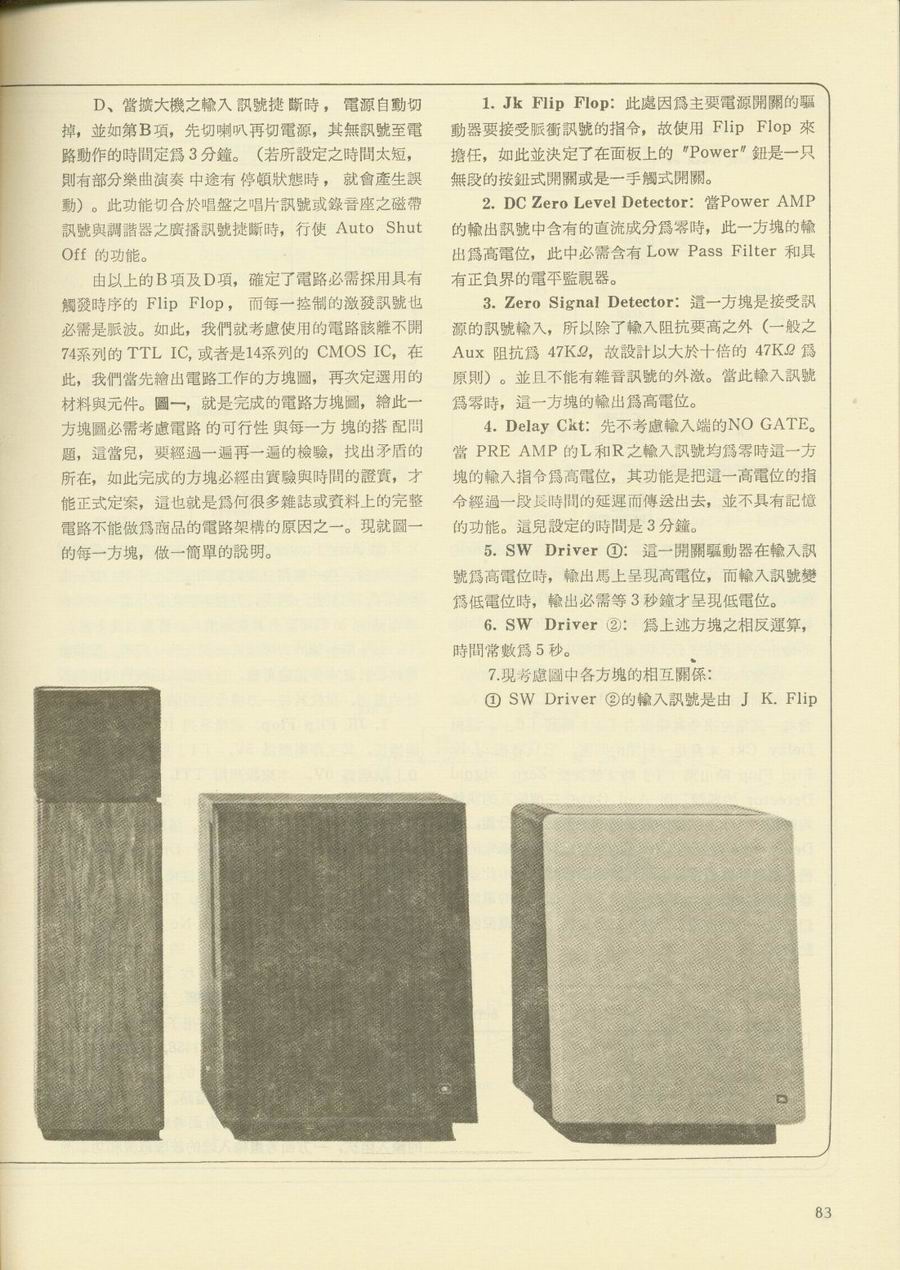 D、當擴大機之輸入訊號捷斷時，電源自動切
掉，並如第B項，先切喇叭再切電源，其無訊號至電
路動作的時間定爲3分鐘。（若所設定之時間太短，
則有部分樂曲演奏中途有停頓狀態時，就會產生誤
動）。此功能切合於唱盤之唱片訊號或錄音座之磁帶
訊號與調諧器之廣播訊號捷斷時，行使 Auto Shut
Off 的功能。
由以上的B項及D項，確定了電路必需採用具有
觸發時序的 Flip Flop，而每一控制的激發訊號也
必需是脈波。如此，我們就考慮使用的電路該離不開
74系列的 TTL IC, 或者是14系列的 CMOS IC，在
此，我們當先繪出電路工作的方塊圖，再次定選用的
材料與元件。圖一，就是完成的電路方塊圖，繪此一
方塊圖必需考慮電路的可行性與每一方塊的搭配問
題，這當兒，要經過一遍再一遍的檢驗，找出矛盾的
所在，如此完成的方塊必經由實驗與時間的證實，才
能正式定案，這也就是爲何很多雜誌或資料上的完整
電路不能做爲商品的電路架構的原因之一。現就圖一
的每一方塊，做一簡單的說明。
1. Jk Flip Flop：此處因爲主要電源開關的驅
動器要接受脈衝訊號的指令，故使用 Flip Flop 來
擔任，如此並決定了在面板上的 "Power" 鈕是一只
無段的按鈕式開關或是一手觸式開關。
2. DC Zero Level Detector：當Power AMP
的輸出訊號中含有的直流成分爲零時，此一方塊的輸
出爲高電位，此中必需含有 Low Pass Filter 和具
有正負界的電平監視器。
3. Zero Signal Detector：這一方塊是接受訊
源的訊號輸入，所以除了輸入阻抗要高之外（一般之
Aux 阻抗爲 47KΩ，故設計以大於十倍的 47KΩ 爲
原則）。並且不能有雜音訊號的外激。當此輸入訊號
爲零時，這一方塊的輸出爲高電位。
4. Delay Ckt：先不考慮輸入端的NO GATE。
當 PRE AMP 的L和R之輸入訊號均爲零時這一方
塊的輸入指令爲高電位，其功能是把這一高電位的指
令經過一段長時間的延遲而傳送出去，並不具有記憶
的功能。這兒設定的時間是3分鐘。
5. SW Driver ①：這一開關驅動器在輸入訊
號爲高電位時，輸出馬上呈現高電位，而輸入訊號變
爲低電位時，輸出必需等3秒鐘才呈現低電位。
6. SW Driver ②：爲上述方塊之相反運算，
時間常數爲5秒。
7.現考慮圖中各方塊的相互關係：
① SW Driver ②的輸入訊號是由 J K. Flip
83